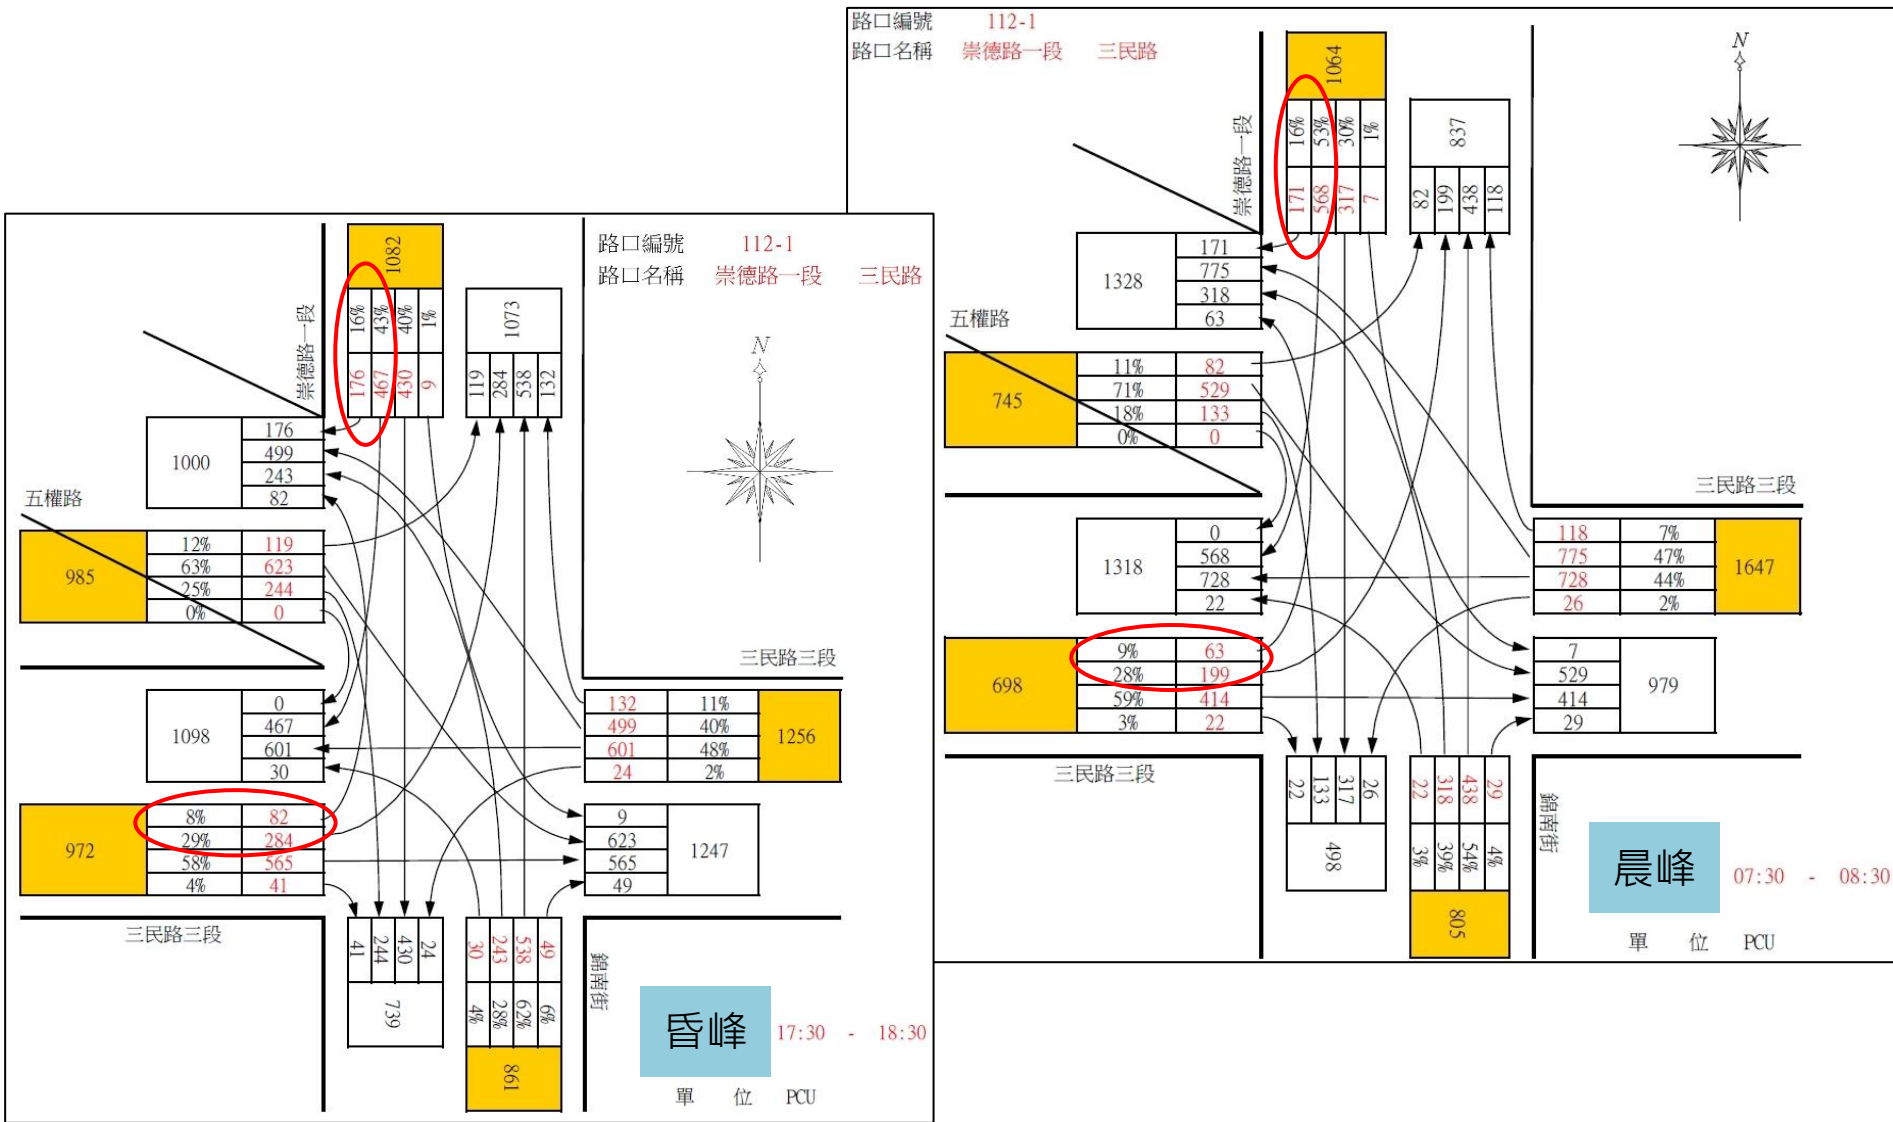 路口編號 112-1
路口名稱 崇德路一段 三民路
N
1064
16% 53% 30% 1%
171 568 317 7
837
82 199 438 118
崇德路一段
1328
171
775
318
63
五權路
745
11% 82
71% 529
18% 133
0% 0
三民路三段
1318
0
568
728
22
118 7%
775 47%
728 44%
26 2%
1647
698
9% 63
28% 199
59% 414
3% 22
7
529
414
29
979
三民路三段
22 133 317 26
498
22 318 438 29
3% 39% 54% 4%
805
錦南街
晨峰
07:30 - 08:30
單 位 PCU
路口編號 112-1
路口名稱 崇德路一段 三民路
N
1082
16% 43% 40% 1%
176 467 430 9
1073
119 284 538 132
崇德路一段
1000
176
499
243
82
五權路
985
12% 119
63% 623
25% 244
0% 0
三民路三段
1098
0
467
601
30
132 11%
499 40%
601 48%
24 2%
1256
972
8% 82
29% 284
58% 565
4% 41
9
623
565
49
1247
三民路三段
41 244 430 24
739
30 243 538 49
4% 28% 62% 6%
861
錦南街
昏峰
17:30 - 18:30
單 位 PCU